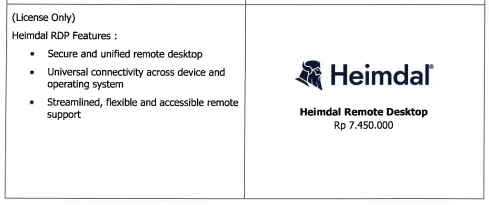 (License Only)
Heimdal RDP Features :
• Secure and unified remote desktop
• Universal connectivity across device and
operating system
• Streamlined, flexible and accessible remote
support
Heimdal®
Heimdal Remote Desktop
Rp 7.450.000